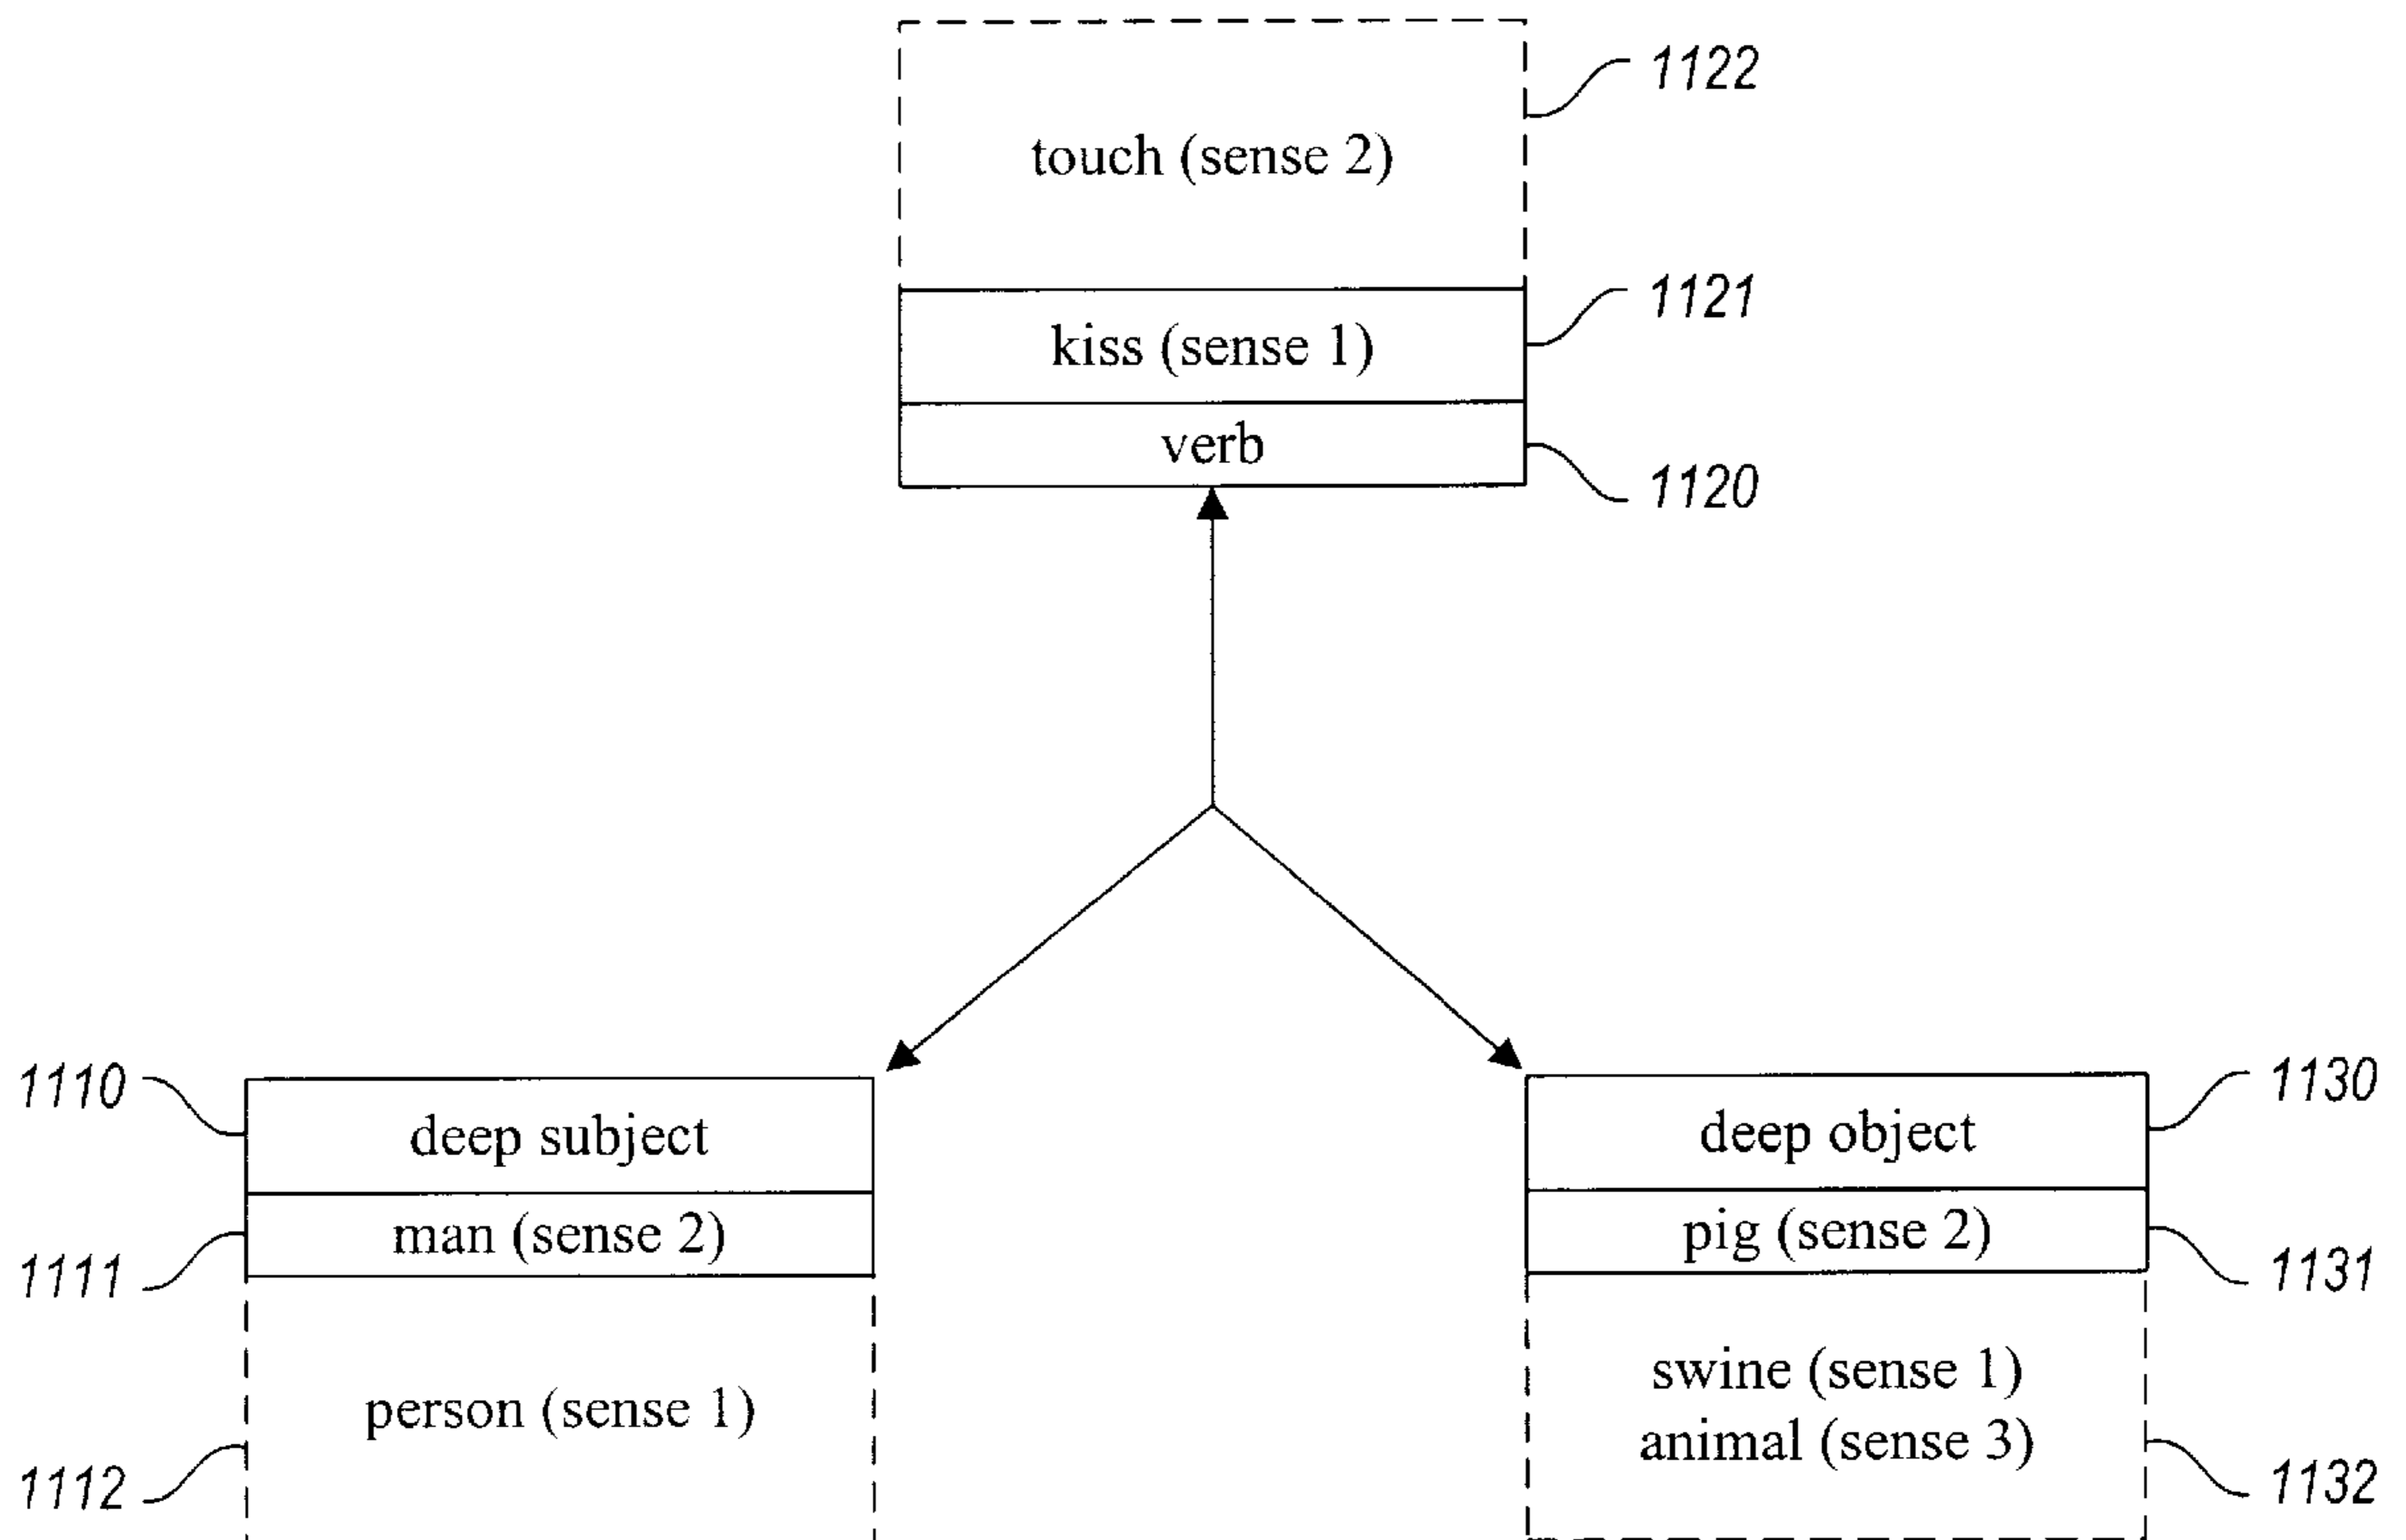 touch (sense 2)
1122
kiss (sense 1)
1121
verb
1120
1110
deep subject
man (sense 2)
1111
person (sense 1)
1112
deep object
1130
pig (sense 2)
1131
swine (sense 1)
animal (sense 3)
1132